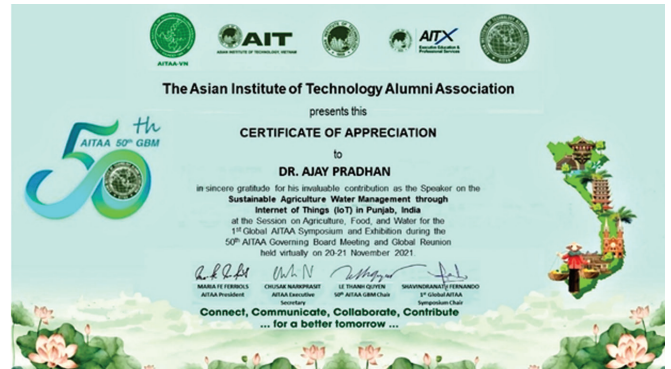 AITAA-VN
AIT
ASIAN INSTITUTE OF TECHNOLOGY, VIETNAM
AITX
Executive Education &
Professional Services
The Asian Institute of Technology Alumni Association
presents this
CERTIFICATE OF APPRECIATION
to
DR. AJAY PRADHAN
in sincere gratitude for his invaluable contribution as the Speaker on the
Sustainable Agriculture Water Management through
Internet of Things (IoT) in Punjab, India
at the Session on Agriculture, Food, and Water for the
1st Global AITAA Symposium and Exhibition during the
50th AITAA Governing Board Meeting and Global Reunion
held virtually on 20-21 November 2021.
50th
AITAA 50th GBM
MARIA FE FERRIOLS
AITAA President
CHUSAK NARKPRASIT
AITAA Executive
Secretary
LE THANH QUYEN
50th AITAA GBM Chair
SHAVINDRANATH FERNANDO
1st Global AITAA
Symposium Chair
Connect, Communicate, Collaborate, Contribute
... for a better tomorrow ...